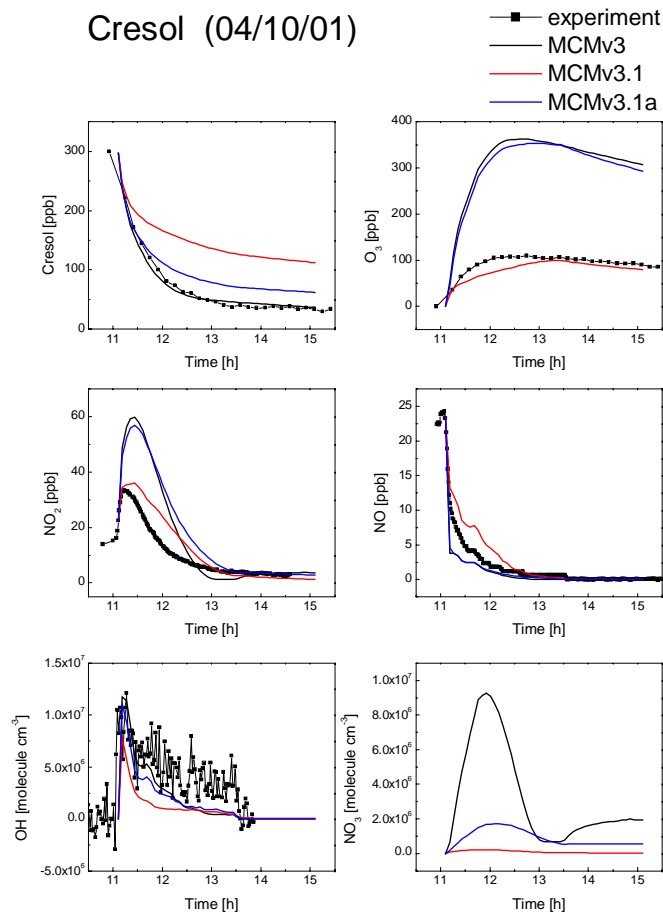 Cresol (04/10/01)
experiment
MCMv3
MCMv3.1
MCMv3.1a
300
200
100
0
Cresol [ppb]
11 12 13 14 15
Time [h]
400
300
200
100
0
O3 [ppb]
11 12 13 14 15
Time [h]
60
40
20
0
NO2 [ppb]
11 12 13 14 15
Time [h]
25
20
15
10
5
0
NO [ppb]
11 12 13 14 15
Time [h]
1.5x10^7
1.0x10^7
5.0x10^6
0.0
-5.0x10^6
OH [molecule cm^-3]
11 12 13 14 15
Time [h]
1.0x10^7
8.0x10^6
6.0x10^6
4.0x10^6
2.0x10^6
0.0
NO3 [molecule cm^-3]
11 12 13 14 15
Time [h]